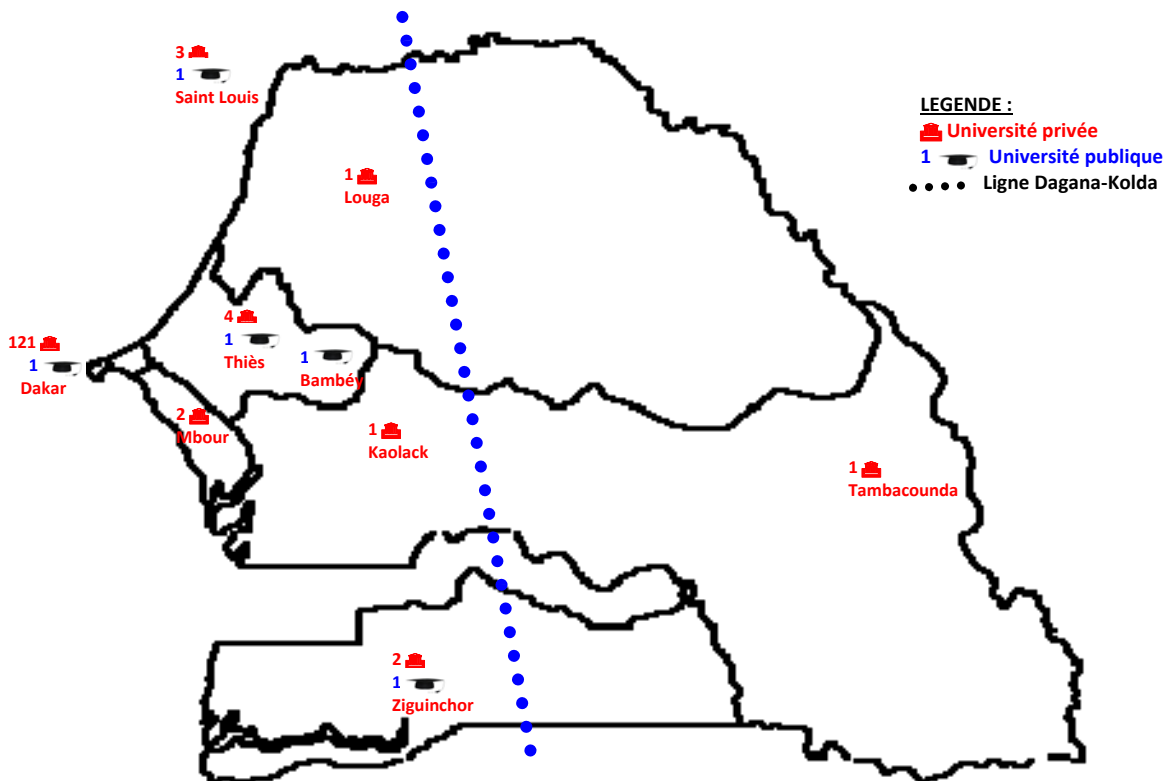 3
1
Saint Louis
LEGENDE :
Université privée
1 Université publique
Ligne Dagana-Kolda
1
Louga
4
1
Thiès
1
Bambéy
121
1
Dakar
2
Mbour
1
Kaolack
1
Tambacounda
2
1
Ziguinchor